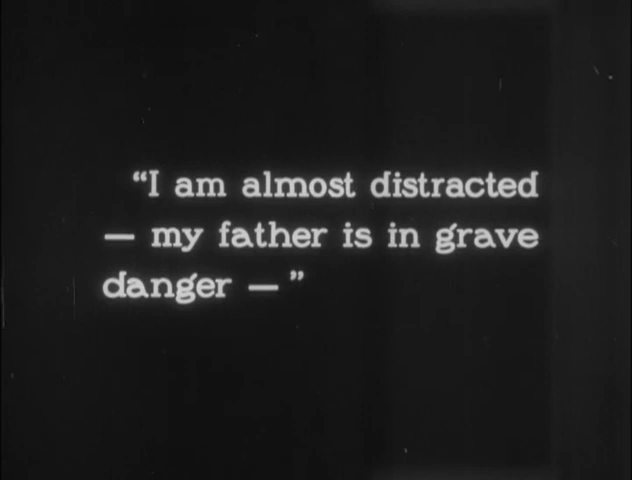 “I am almost distracted
— my father is in grave
danger — ”